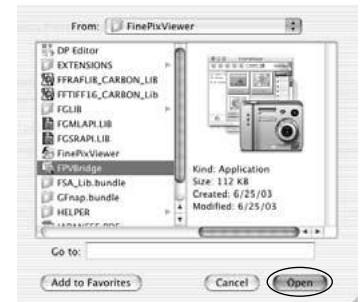 From: FinePixViewer
DP Editor
EXTENSIONS
FFRAFLIB_CARBON_LIB
FFTIFF16_CARBON_Lib
FGLIB
FGMLAPI.LIB
FGSRAPI.LIB
FinePixViewer
FPVBridge
FSA_Lib.bundle
GFnap.bundle
HELPER
Kind: Application
Size: 112 KB
Created: 6/25/03
Modified: 6/25/03
Go to:
Add to Favorites
Cancel
Open